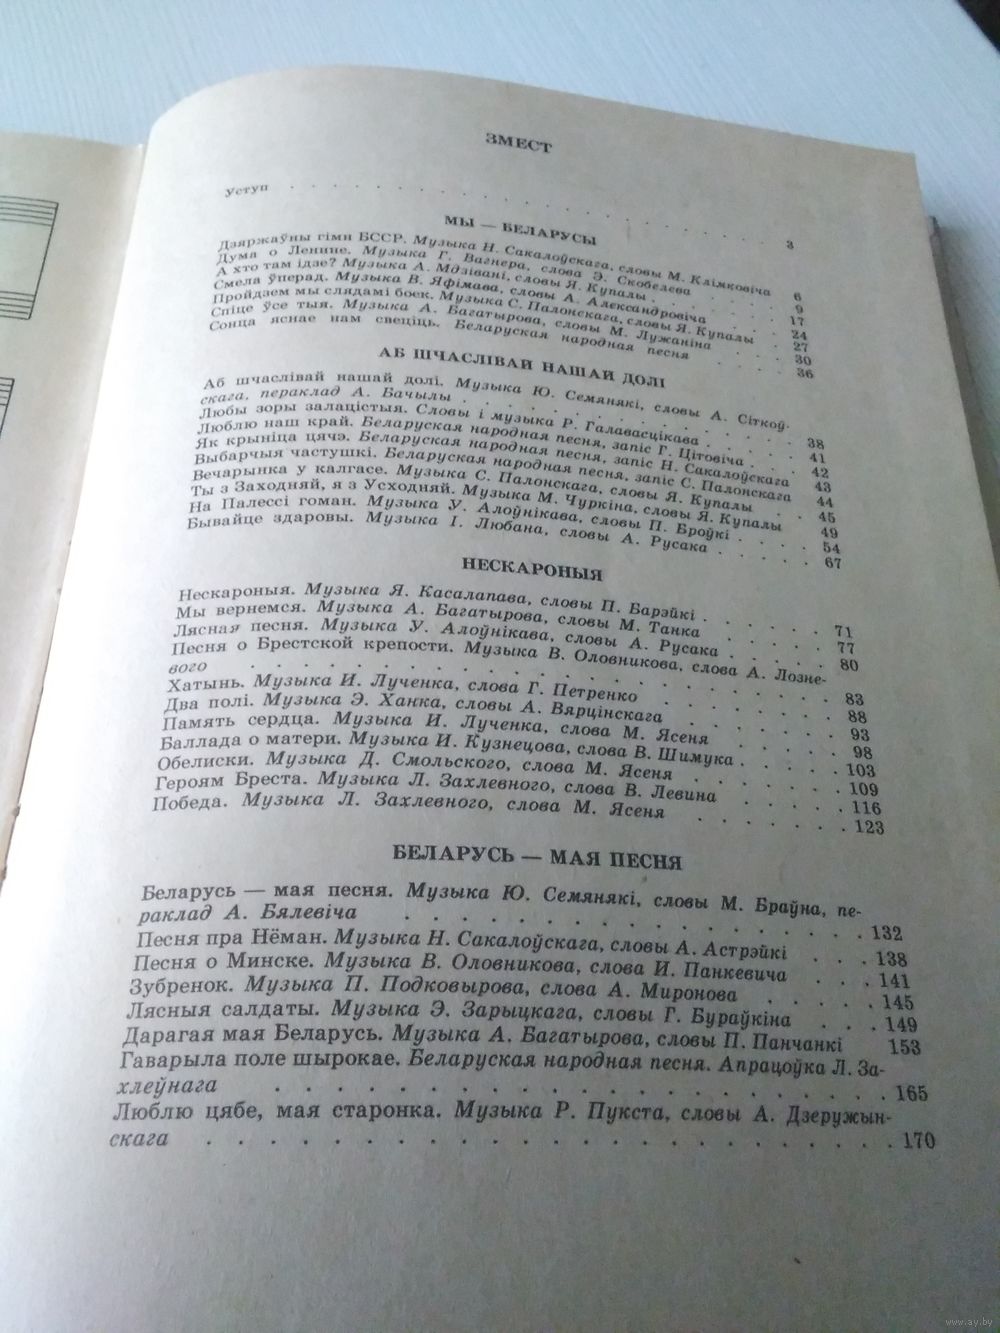 ЗМЕСТ
Уступ . . . . . . . . . . . . . . . . . . 3
МЫ — БЕЛАРУСЫ
Дзяржаўны гімн БССР. Музыка Н. Сакалоўскага, словы М. Клімковіча 6
Дума о Ленине. Музыка Г. Вагнера, слова Э. Скобелева . . . . 9
А хто там ідзе? Музыка А. Мдзівані, словы Я. Купалы . . . . 17
Смела ўперад. Музыка В. Яфімава, словы А. Александровіча . . . 24
Пройдзем мы слядамі боек. Музыка С. Палонскага, словы Я. Купалы . 27
Спіце ўсе тыя. Музыка А. Багатырова, словы М. Лужаніна . . . 30
Сонца яснае нам свеціць. Беларуская народная песня . . . . 36
АБ ШЧАСЛІВАЙ НАШАЙ ДОЛІ
Аб шчаслівай нашай долі. Музыка Ю. Семянякі, словы А. Сіткоў-
скага, пераклад А. Бачылы . . . . . . . . . . . 38
Любы зоры залацістыя. Словы і музыка Р. Галавасцікава . . . . 41
Люблю наш край. Беларуская народная песня, запіс Г. Цітовіча . . . 42
Як крыніца цячэ. Беларуская народная песня, запіс Н. Сакалоўскага 43
Выбарчыя частушкі. Беларуская народная песня, запіс С. Палонскага 44
Вечарынка у калгасе. Музыка С. Палонскага, словы Я. Купалы . . 45
Ты з Заходняй, я з Усходняй. Музыка М. Чуркіна, словы Я. Купалы 49
На Палессі гоман. Музыка У. Алоўнікава, словы П. Броўкі . . . . 54
Бывайце здаровы. Музыка І. Любана, словы А. Русака . . . . . 67
НЕСКАРОНЫЯ
Нескароныя. Музыка Я. Касалапава, словы П. Барэйкі . . . . . 71
Мы вернемся. Музыка А. Багатырова, словы М. Танка . . . . 77
Лясная песня. Музыка У. Алоўнікава, словы А. Русака . . . . 80
Песня о Брестской крепости. Музыка В. Оловникова, слова А. Лозне-
вого . . . . . . . . . . . . . . . . . . 83
Хатынь. Музыка И. Лученка, слова Г. Петренко . . . . . . 88
Два полі. Музыка Э. Ханка, словы А. Вярцінскага . . . . . 93
Память сердца. Музыка И. Лученка, слова М. Ясеня . . . . 98
Баллада о матери. Музыка И. Кузнецова, слова В. Шимука . . . . 103
Обелиски. Музыка Д. Смольского, слова М. Ясеня . . . . . 109
Героям Бреста. Музыка Л. Захлевного, слова В. Левина . . . . 116
Победа. Музыка Л. Захлевного, слова М. Ясеня . . . . . . 123
БЕЛАРУСЬ — МАЯ ПЕСНЯ
Беларусь — мая песня. Музыка Ю. Семянякі, словы М. Браўна, пе-
раклад А. Бялевіча . . . . . . . . . . . . . 132
Песня пра Нёман. Музыка Н. Сакалоўскага, словы А. Астрэйкі . . . 138
Песня о Минске. Музыка В. Оловникова, слова И. Панкевича . . . 141
Зубренок. Музыка П. Подковырова, слова А. Миронова . . . . 145
Лясныя салдаты. Музыка Э. Зарыцкага, словы Г. Бураўкіна . . . 149
Дарагая мая Беларусь. Музыка А. Багатырова, словы П. Панчанкі 153
Гаварыла поле шырокае. Беларуская народная песня. Апрацоўка Л. За-
хлеўнага . . . . . . . . . . . . . . . . 165
Люблю цябе, мая старонка. Музыка Р. Пукста, словы А. Дзеружын-
скага . . . . . . . . . . . . . . . . . . 170
www.ay.by